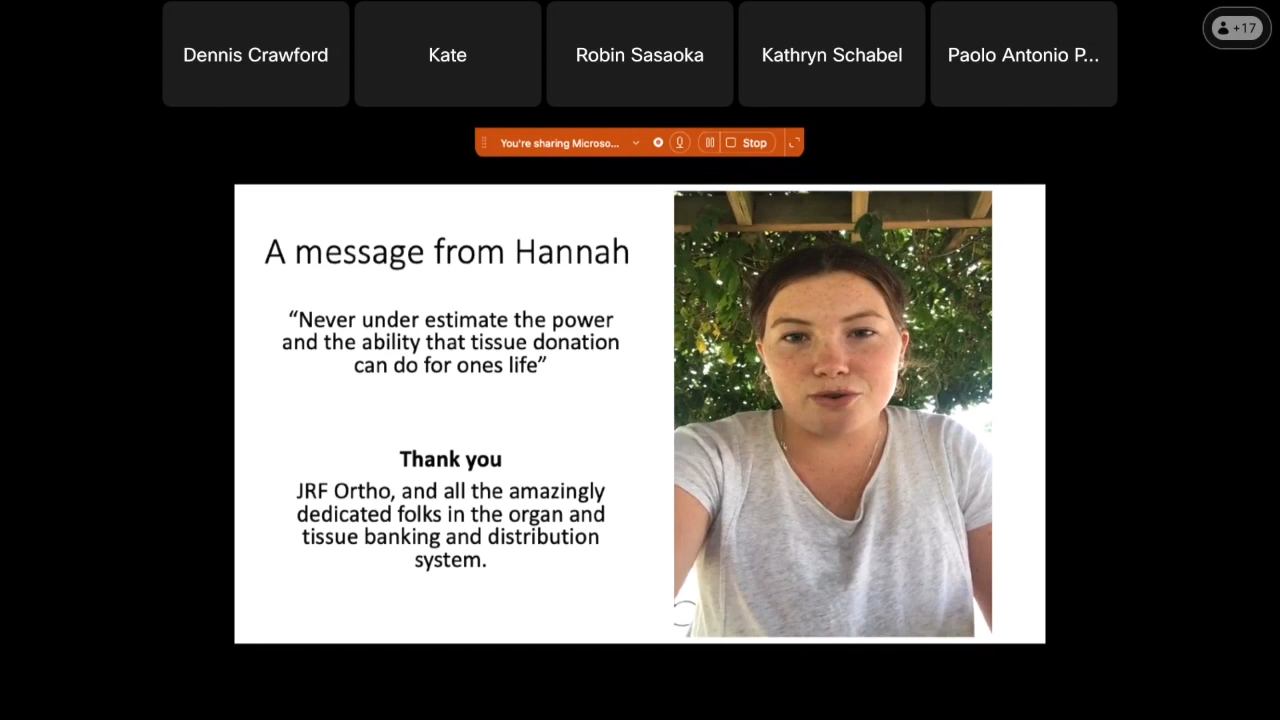 Dennis Crawford
Kate
Robin Sasaoka
Kathryn Schabel
Paolo Antonio P...
+17
You're sharing Microso...
Stop
A message from Hannah
“Never under estimate the power
and the ability that tissue donation
can do for ones life”
Thank you
JRF Ortho, and all the amazingly
dedicated folks in the organ and
tissue banking and distribution
system.